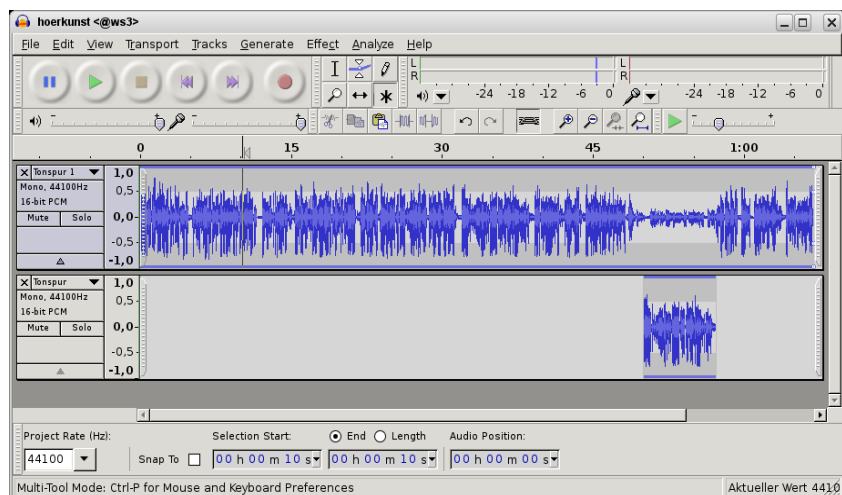 hoerkunst <@ws3>
File Edit View Transport Tracks Generate Effect Analyze Help
L
R
-24 -18 -12 -6 0
L
R
-24 -18 -12 -6 0
0 15 30 45 1:00
X Tonspur 1
Mono, 44100Hz
16-bit PCM
Mute Solo
1,0
0,5-
0,0-
-0,5-
-1,0
X Tonspur
Mono, 44100Hz
16-bit PCM
Mute Solo
1,0
0,5-
0,0-
-0,5-
-1,0
Project Rate (Hz): Selection Start: End Length Audio Position:
44100 Snap To 00 h 00 m 10 s 00 h 00 m 10 s 00 h 00 m 00 s
Multi-Tool Mode: Ctrl-P for Mouse and Keyboard Preferences Aktueller Wert 4410